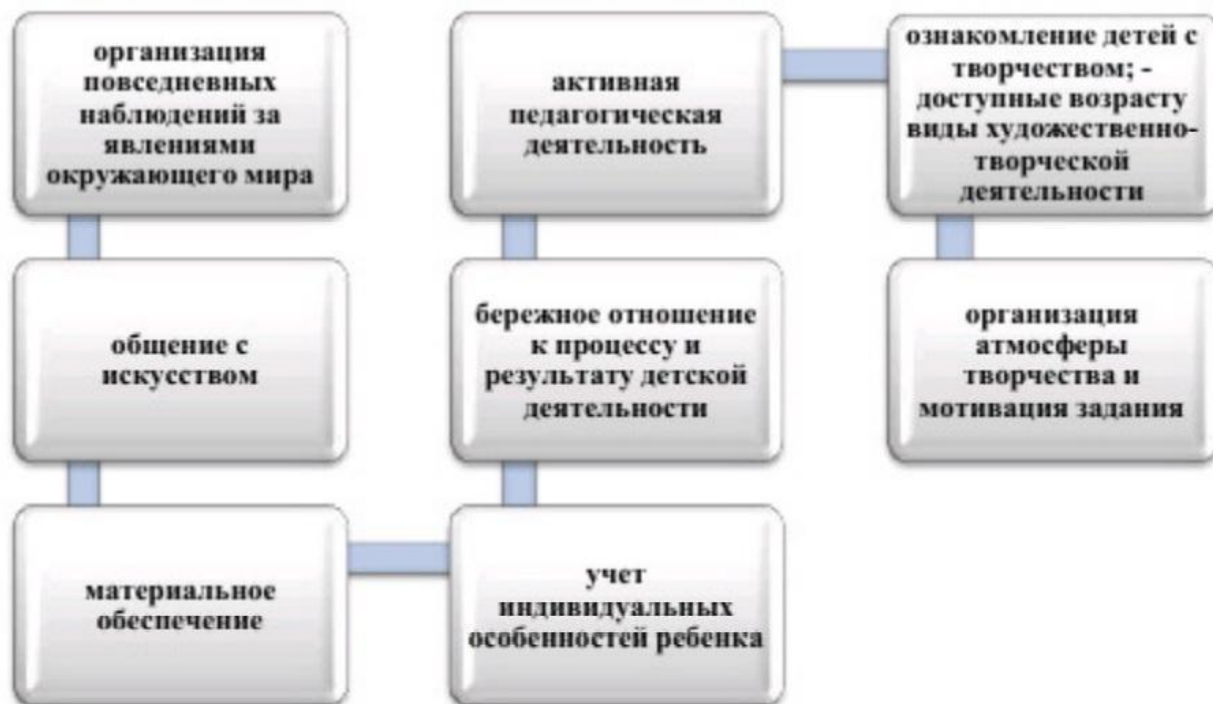 организация
повседневных
наблюдений за
явлениями
окружающего мира
общение с
искусством
материальное
обеспечение
учет
индивидуальных
особенностей ребенка
бережное отношение
к процессу и
результату детской
деятельности
активная
педагогическая
деятельность
ознакомление детей с
творчеством; -
доступные возрасту
виды художественно-
творческой
деятельности
организация
атмосферы
творчества и
мотивация задания